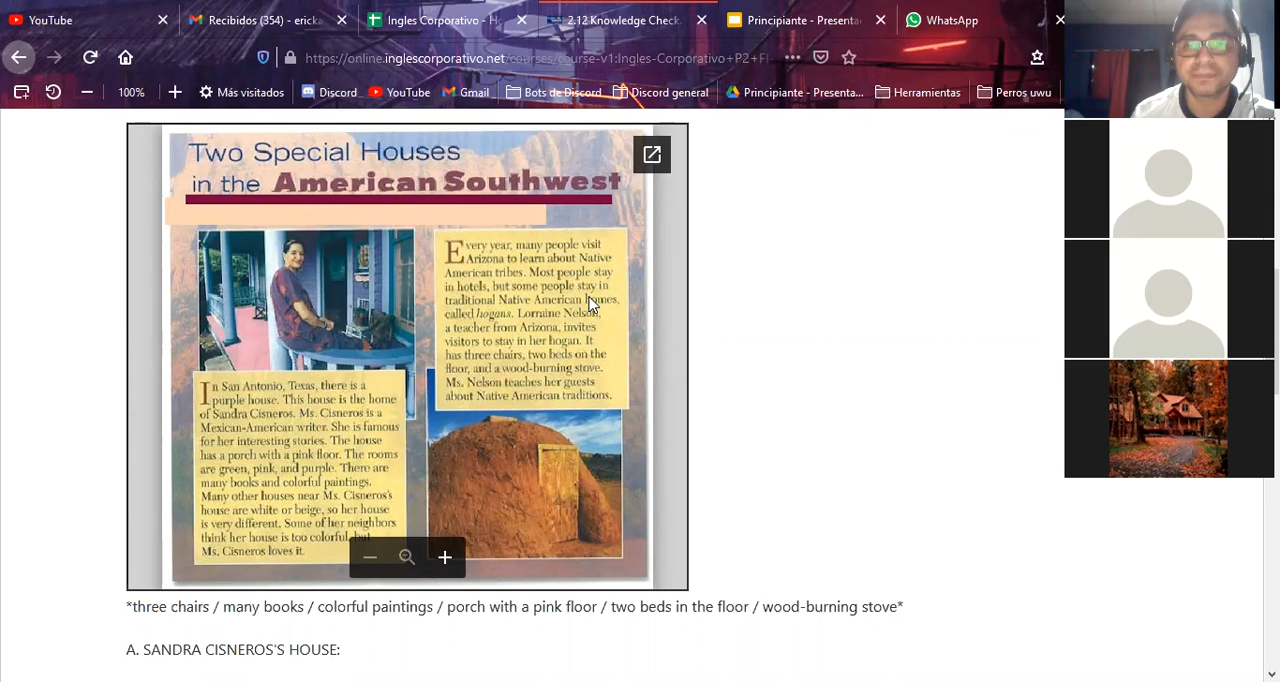 YouTube
Recibidos (354) - ericka
Ingles Corporativo - Ho
2.12 Knowledge Check.
Principiante - Presenta
WhatsApp
https://online.inglescorporativo.net/courses/course-v1:Ingles-Corporativo+P2+FI
100%
Más visitados
Discord
YouTube
Gmail
Bots de Discord
Discord general
Principiante - Presenta...
Herramientas
Perros uwu
Two Special Houses
in the American Southwest
Every year, many people visit
Arizona to learn about Native
American tribes. Most people stay
in hotels, but some people stay in
traditional Native American homes,
called hogans. Lorraine Nelson,
a teacher from Arizona, invites
visitors to stay in her hogan. It
has three chairs, two beds on the
floor, and a wood-burning stove.
Ms. Nelson teaches her guests
about Native American traditions.
In San Antonio, Texas, there is a
purple house. This house is the home
of Sandra Cisneros. Ms. Cisneros is a
Mexican-American writer. She is famous
for her interesting stories. The house
has a porch with a pink floor. The rooms
are green, pink, and purple. There are
many books and colorful paintings.
Many other houses near Ms. Cisneros's
house are white or beige, so her house
is very different. Some of her neighbors
think her house is too colorful, but
Ms. Cisneros loves it.
*three chairs / many books / colorful paintings / porch with a pink floor / two beds in the floor / wood-burning stove*
A. SANDRA CISNEROS'S HOUSE: